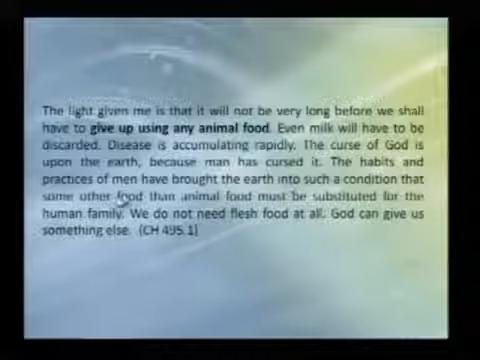 The light given me is that it will not be very long before we shall
have to give up using any animal food. Even milk will have to be
discarded. Disease is accumulating rapidly. The curse of God is
upon the earth, because man has cursed it. The habits and
practices of men have brought the earth into such a condition that
some other food than animal food must be substituted for the
human family. We do not need flesh food at all. God can give us
something else. (CH 495.1)